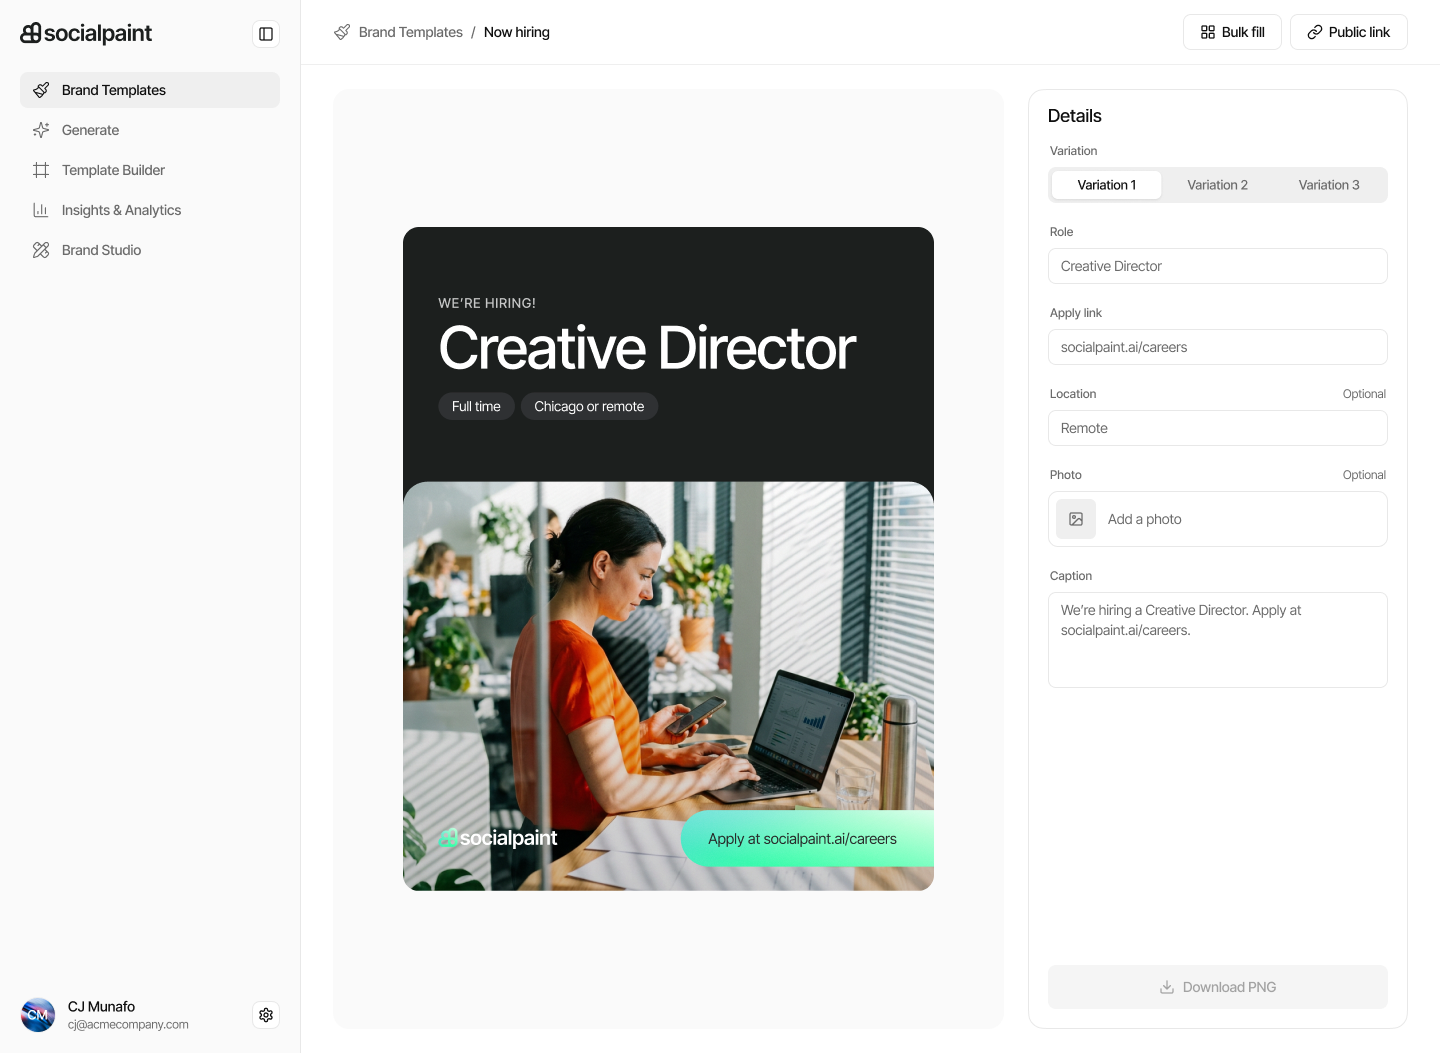 socialpaint
Brand Templates
Generate
Template Builder
Insights & Analytics
Brand Studio
CM
CJ Munafo
cj@acmecompany.com
Brand Templates / Now hiring
Bulk fill
Public link
WE'RE HIRING!
Creative Director
Full time
Chicago or remote
socialpaint
Apply at socialpaint.ai/careers
Details
Variation
Variation 1
Variation 2
Variation 3
Role
Creative Director
Apply link
socialpaint.ai/careers
Location
Optional
Remote
Photo
Optional
Add a photo
Caption
We're hiring a Creative Director. Apply at
socialpaint.ai/careers.
Download PNG